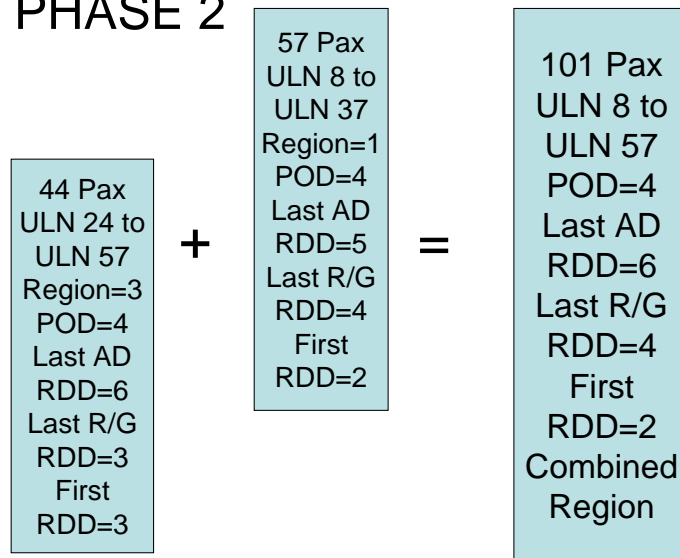 PHASE 2
44 Pax
ULN 24 to
ULN 57
Region=3
POD=4
Last AD
RDD=6
Last R/G
RDD=3
First
RDD=3
+
57 Pax
ULN 8 to
ULN 37
Region=1
POD=4
Last AD
RDD=5
Last R/G
RDD=4
First
RDD=2
=
101 Pax
ULN 8 to
ULN 57
POD=4
Last AD
RDD=6
Last R/G
RDD=4
First
RDD=2
Combined
Region